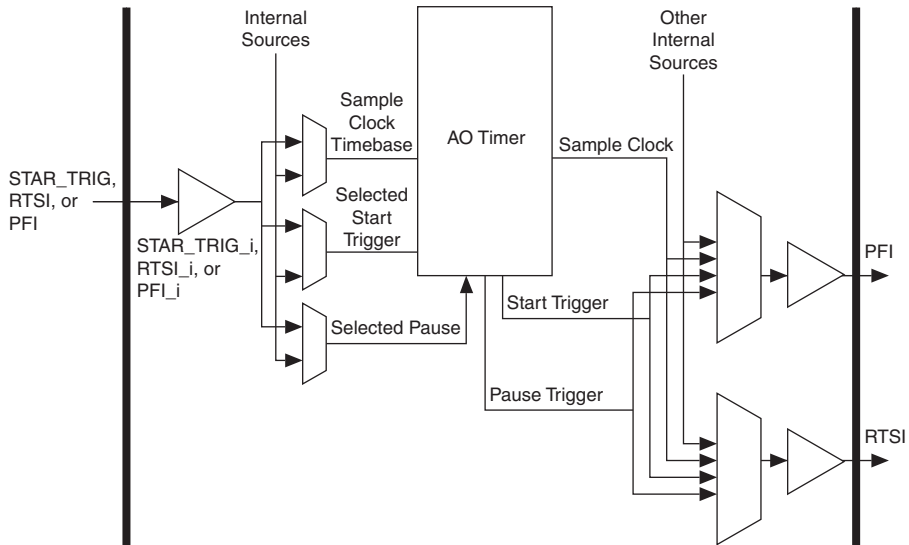 Internal
Sources
Other
Internal
Sources
Sample
Clock
Timebase
AO Timer
Sample Clock
STAR_TRIG,
RTSI, or
PFI
Selected
Start
Trigger
STAR_TRIG_i,
RTSI_i, or
PFI_i
PFI
Start Trigger
Selected Pause
Pause Trigger
RTSI